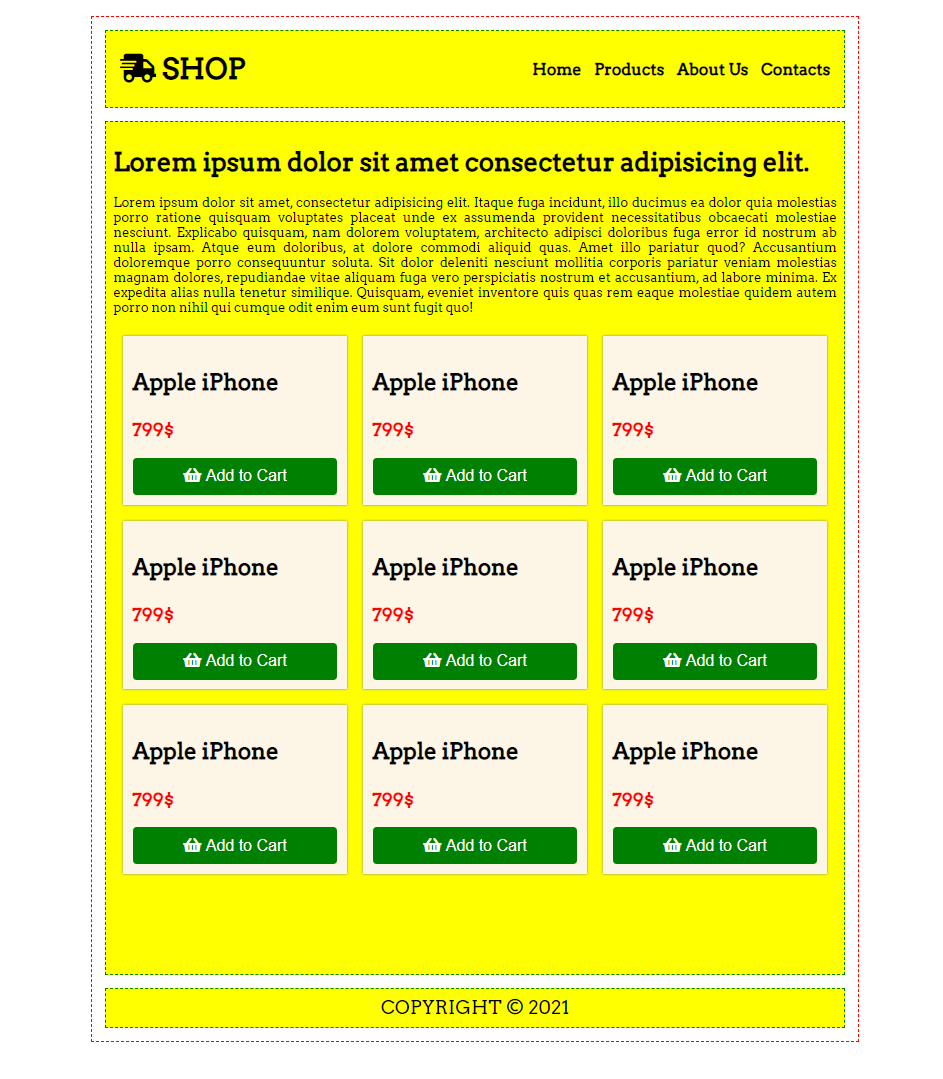 SHOP
Home Products About Us Contacts
Lorem ipsum dolor sit amet consectetur adipisicing elit.
Lorem ipsum dolor sit amet, consectetur adipisicing elit. Itaque fuga incidunt, illo ducimus ea dolor quia molestias
porro ratione quisquam voluptates placeat unde ex assumenda provident necessitatibus obcaecati molestiae
nesciunt. Explicabo quisquam, nam dolorem voluptatem, architecto adipisci doloribus fuga error id nostrum ab
nulla ipsam. Atque eum doloribus, at dolore commodi aliquid quas. Amet illo pariatur quod? Accusantium
doloremque porro consequuntur soluta. Sit dolor deleniti nesciunt mollitia corporis pariatur veniam molestias
magnam dolores, repudiandae vitae aliquam fuga vero perspiciatis nostrum et accusantium, ad labore minima. Ex
expedita alias nulla tenetur similique. Quisquam, eveniet inventore quis quas rem eaque molestiae quidem autem
porro non nihil qui cumque odit enim eum sunt fugit quo!
Apple iPhone Apple iPhone Apple iPhone
799$ 799$ 799$
Add to Cart Add to Cart Add to Cart
Apple iPhone Apple iPhone Apple iPhone
799$ 799$ 799$
Add to Cart Add to Cart Add to Cart
Apple iPhone Apple iPhone Apple iPhone
799$ 799$ 799$
Add to Cart Add to Cart Add to Cart
COPYRIGHT © 2021